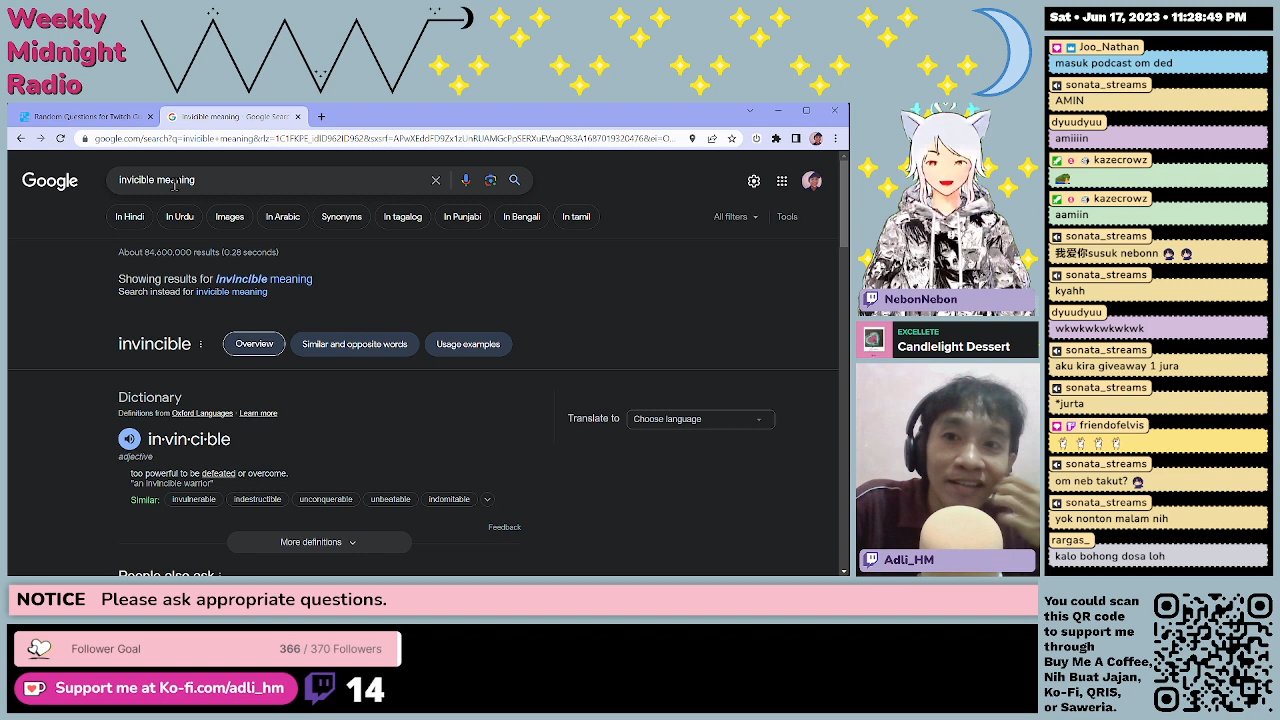 Weekly
Midnight
Radio
Random Questions for Twitch C
invicible meaning - Google Sear
Google
invicible meaning
In Hindi
In Urdu
Images
In Arabic
Synonyms
In tagalog
In Punjabi
In Bengali
In tamil
All filters
Tools
About 84,600,000 results (0.28 seconds)
Showing results for invincible meaning
Search instead for invicible meaning
invincible
Overview
Similar and opposite words
Usage examples
Dictionary
Definitions from Oxford Languages · Learn more
Translate to
Choose language
in·vin·ci·ble
adjective
too powerful to be defeated or overcome.
"an invincible warrior"
Similar:
invulnerable
indestructible
unconquerable
unbeatable
indomitable
Feedback
More definitions
People also ask
NebonNebon
EXCELLETE
Candlelight Dessert
Adli_HM
Sat • Jun 17, 2023 • 11:28:49 PM
Joo_Nathan
masuk podcast om ded
sonata_streams
AMIN
dyuudyuu
amiiiin
kazecrowz
kazecrowz
aamiin
sonata_streams
我爱你susuk nebonn
sonata_streams
kyahh
dyuudyuu
wkwkwkwkwkwk
sonata_streams
aku kira giveaway 1 jura
sonata_streams
*jurta
friendofelvis
sonata_streams
om neb takut?
sonata_streams
yok nonton malam nih
rargas_
kalo bohong dosa loh
NOTICE Please ask appropriate questions.
Follower Goal
366 / 370 Followers
Support me at Ko-fi.com/adli_hm
14
You could scan
this QR code
to support me
through
Buy Me A Coffee,
Nih Buat Jajan,
Ko-Fi, QRIS,
or Saweria.